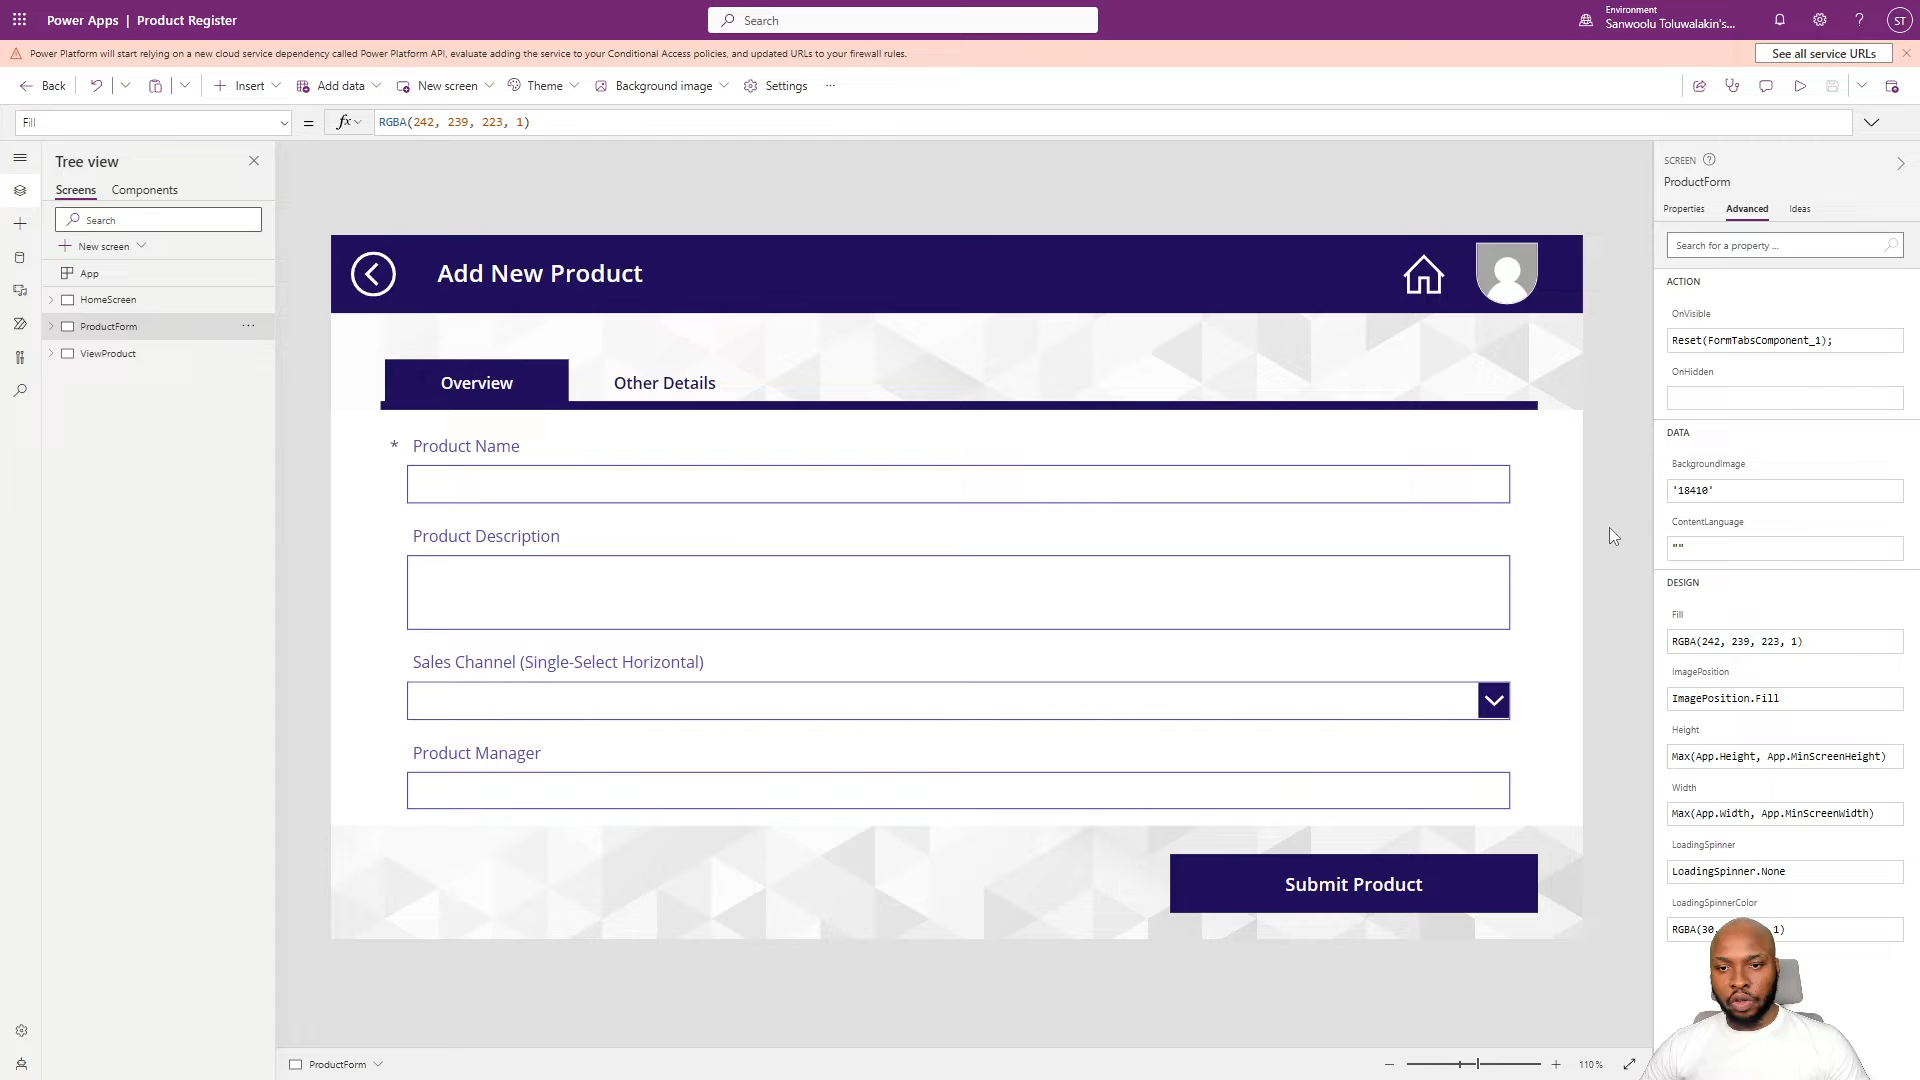 Power Apps | Product Register
Search
Environment
Sanwoolu Toluwalakin's...
ST
Power Platform will start relying on a new cloud service dependency called Power Platform API, evaluate adding the service to your Conditional Access policies, and updated URLs to your firewall rules.
See all service URLs
Back
Insert
Add data
New screen
Theme
Background image
Settings
Fill
=
fx
RGBA(242, 239, 223, 1)
Tree view
Screens
Components
Search
New screen
App
HomeScreen
ProductForm
ViewProduct
Add New Product
Overview
Other Details
* Product Name
Product Description
Sales Channel (Single-Select Horizontal)
Product Manager
Submit Product
SCREEN
ProductForm
Properties
Advanced
Ideas
Search for a property ...
ACTION
OnVisible
Reset(FormTabsComponent_1);
OnHidden
DATA
BackgroundImage
'18410'
ContentLanguage
""
DESIGN
Fill
RGBA(242, 239, 223, 1)
ImagePosition
ImagePosition.Fill
Height
Max(App.Height, App.MinScreenHeight)
Width
Max(App.Width, App.MinScreenWidth)
LoadingSpinner
LoadingSpinner.None
LoadingSpinnerColor
RGBA(30, 1)
ProductForm
110 %